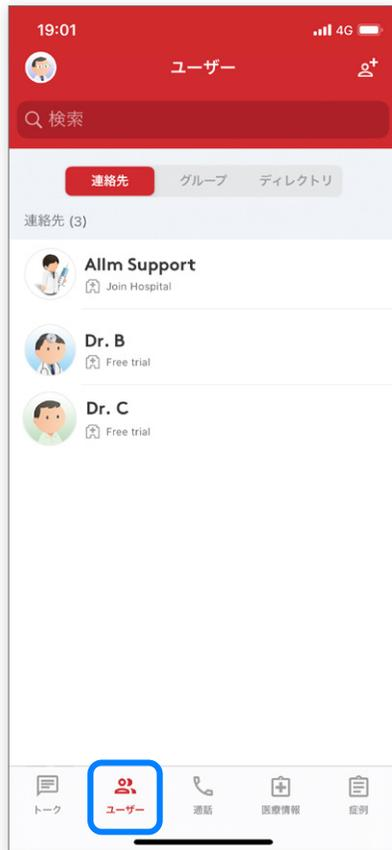 19:01
4G
ユーザー
検索
連絡先 グループ ディレクトリ
連絡先 (3)
Allm Support
Join Hospital
Dr. B
Free trial
Dr. C
Free trial
トーク ユーザー 通話 医療情報 症例